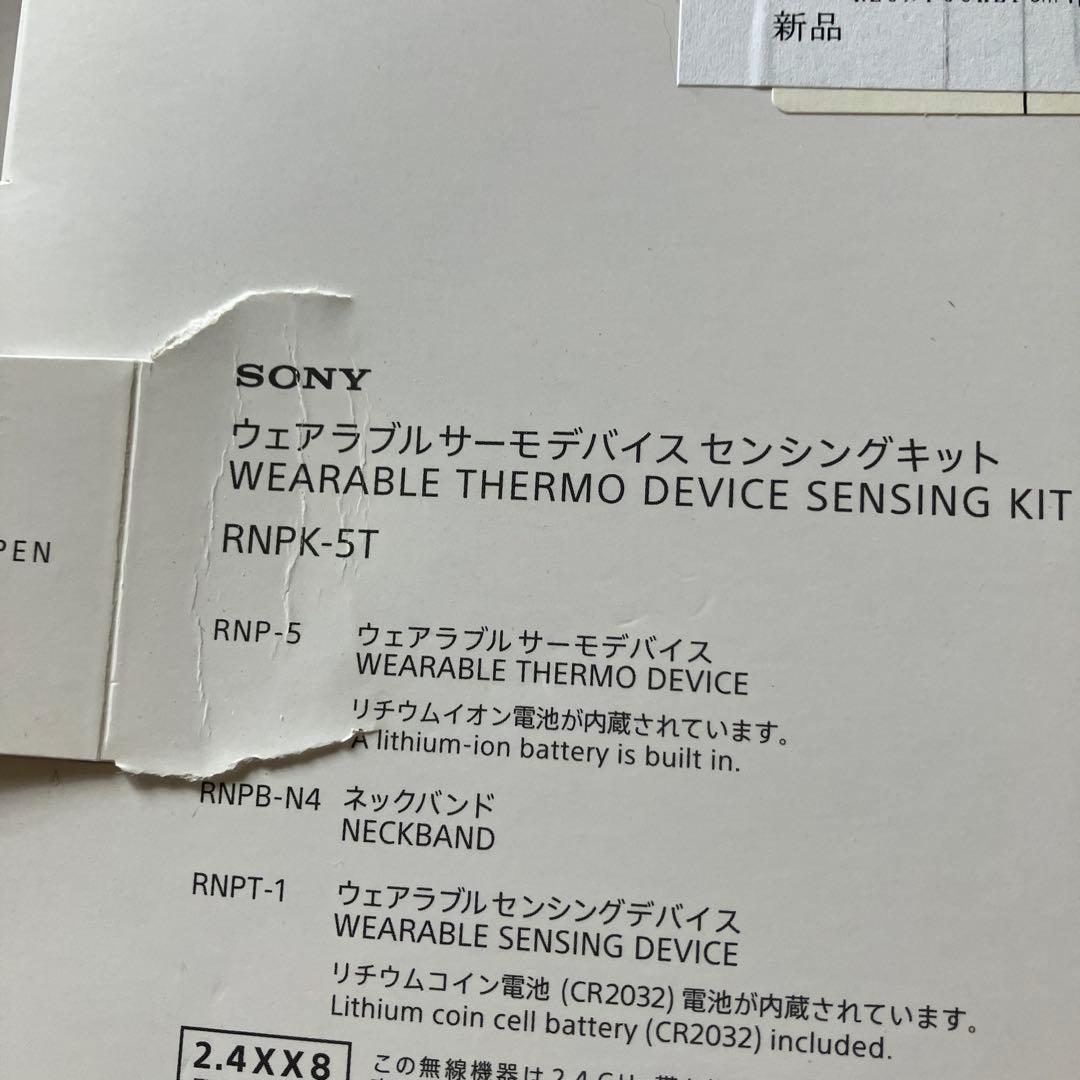 新品
SONY
ウェアラブルサーモデバイス センシングキット
WEARABLE THERMO DEVICE SENSING KIT
RNPK-5T
PEN
RNP-5 ウェアラブルサーモデバイス
WEARABLE THERMO DEVICE
リチウムイオン電池が内蔵されています。
A lithium-ion battery is built in.
RNPB-N4 ネックバンド
NECKBAND
RNPT-1 ウェアラブルセンシングデバイス
WEARABLE SENSING DEVICE
リチウムコイン電池 (CR2032) 電池が内蔵されています。
Lithium coin cell battery (CR2032) included.
2.4XX8 この無線機器は